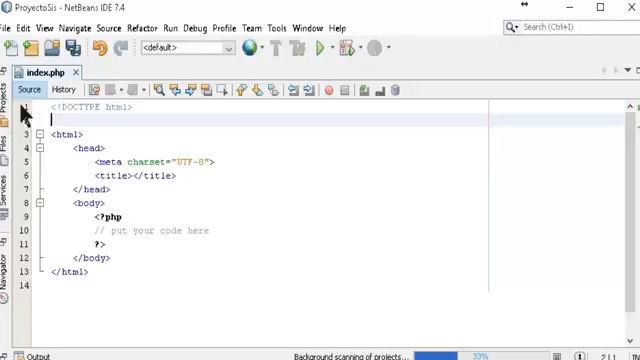 ProyectoSis - NetBeans IDE 7.4
File Edit View Navigate Source Refactor Run Debug Profile Team Tools Window Help
Search (Ctrl+I)
<default>
index.php
Source History
Projects
Files
Services
Navigator
1 <!DOCTYPE html>
3 <html>
4 <head>
5 <meta charset="UTF-8">
6 <title></title>
7 </head>
8 <body>
9 <?php
10 // put your code here
11 ?>
12 </body>
13 </html>
14
Output
Background scanning of projects...
33%
2 | 1
INS